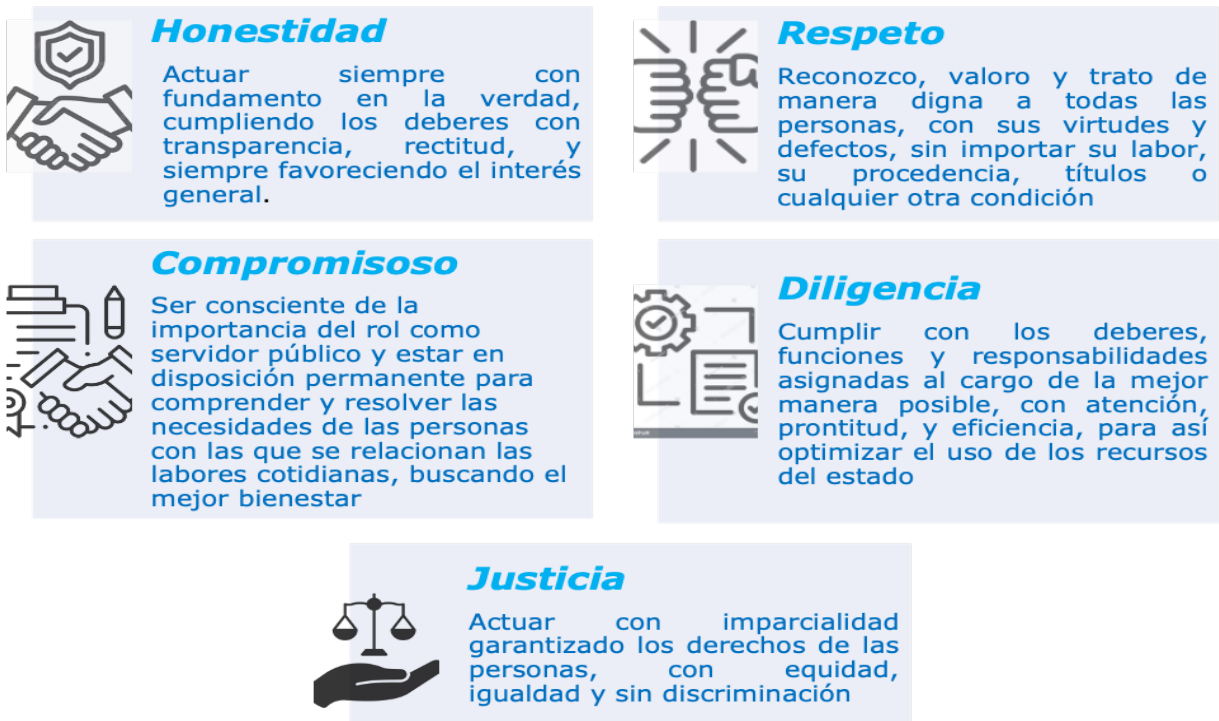 Honestidad
Actuar siempre con
fundamento en la verdad,
cumpliendo los deberes con
transparencia, rectitud, y
siempre favoreciendo el interés
general.
Respeto
Reconozco, valoro y trato de
manera digna a todas las
personas, con sus virtudes y
defectos, sin importar su labor,
su procedencia, títulos o
cualquier otra condición
Compromisoso
Ser consciente de la
importancia del rol como
servidor público y estar en
disposición permanente para
comprender y resolver las
necesidades de las personas
con las que se relacionan las
labores cotidianas, buscando el
mejor bienestar
Diligencia
Cumplir con los deberes,
funciones y responsabilidades
asignadas al cargo de la mejor
manera posible, con atención,
prontitud, y eficiencia, para así
optimizar el uso de los recursos
del estado
Justicia
Actuar con imparcialidad
garantizado los derechos de las
personas, con equidad,
igualdad y sin discriminación